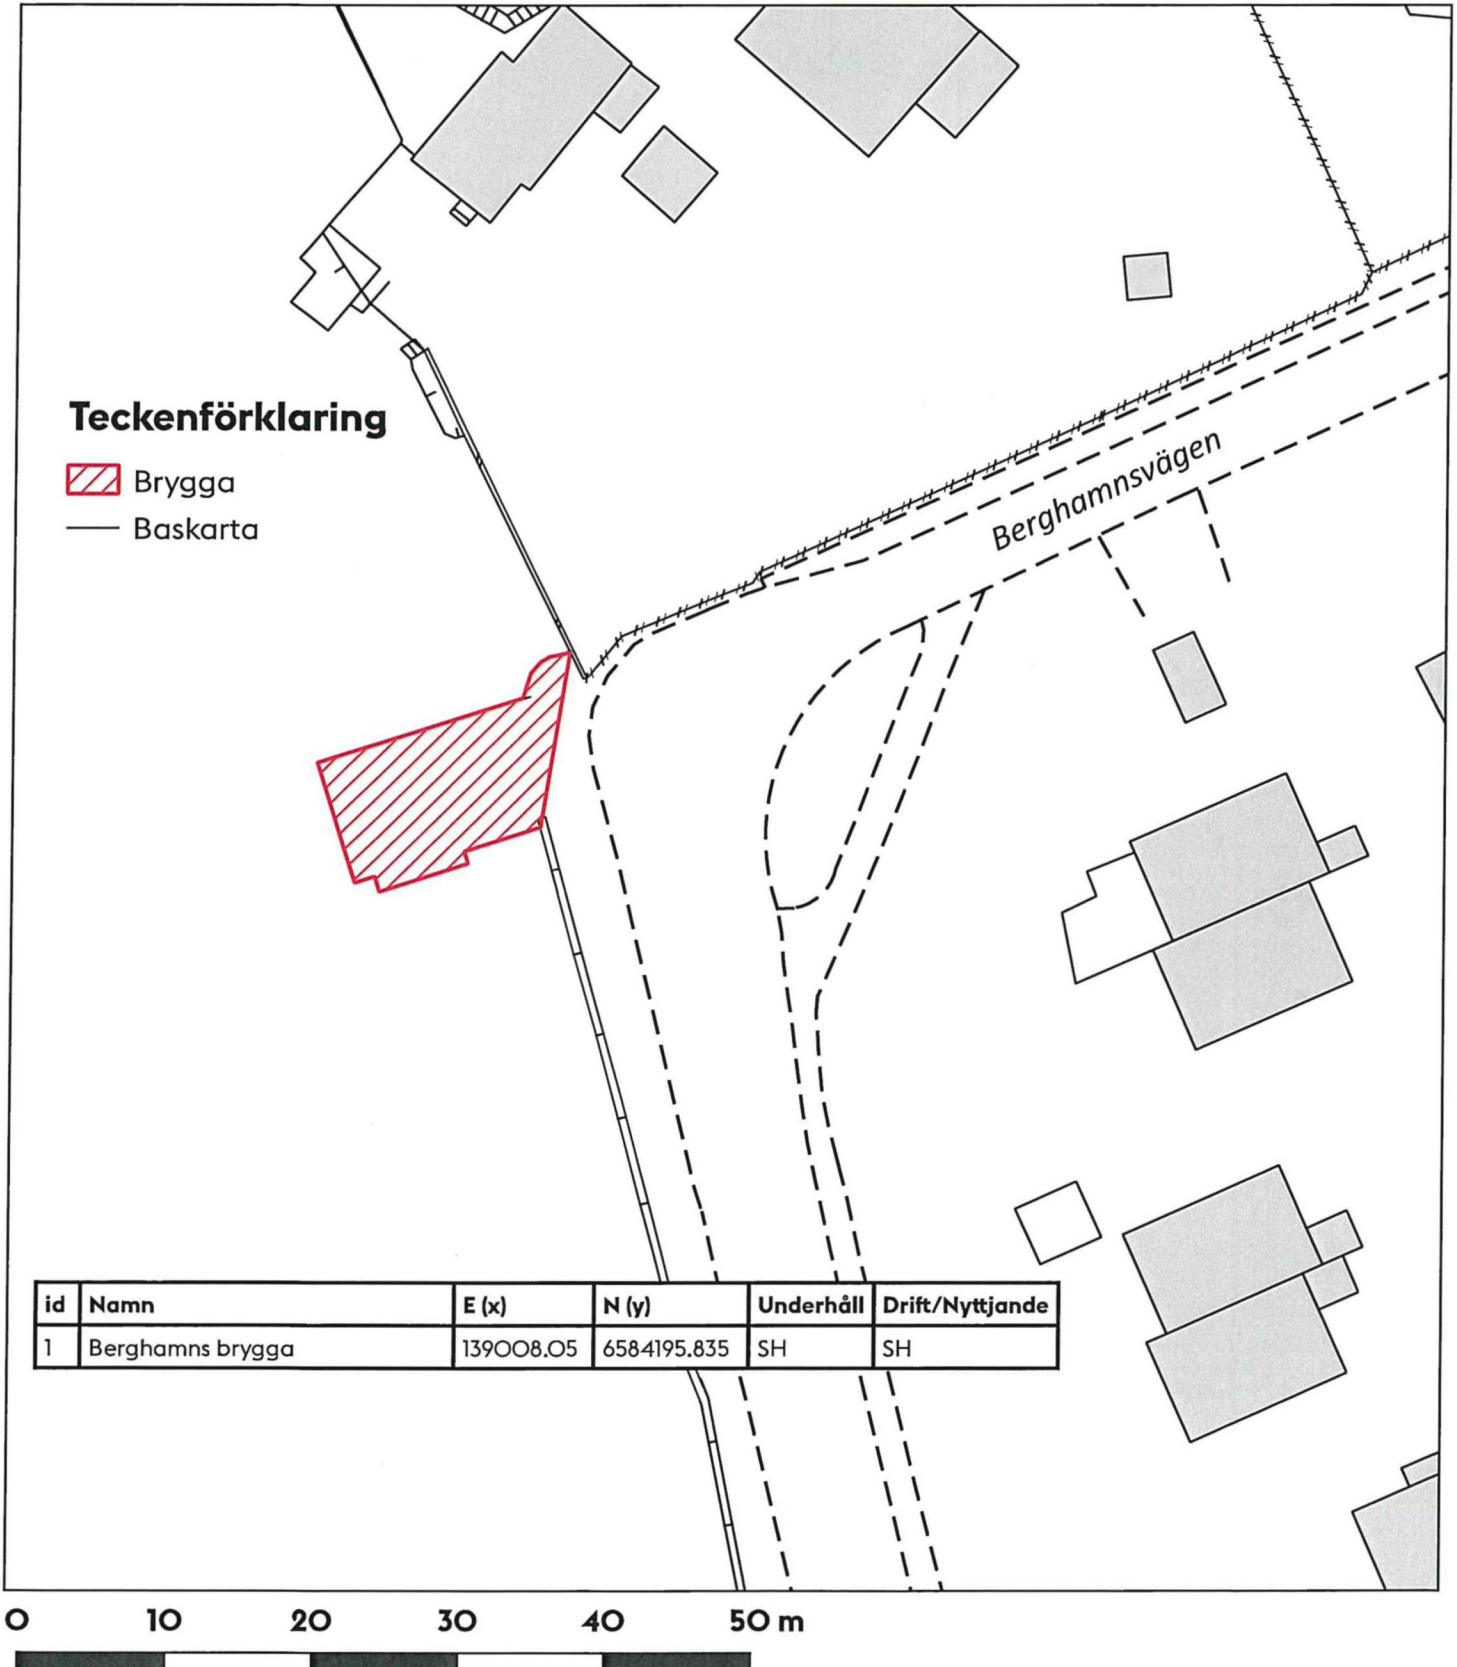 Teckenförklaring
Brygga
Baskarta
Berghamnsvägen
id Namn E (x) N (y) Underhåll Drift/Nyttjande
1 Berghamns brygga 139008.05 6584195.835 SH SH
0 10 20 30 40 50 m